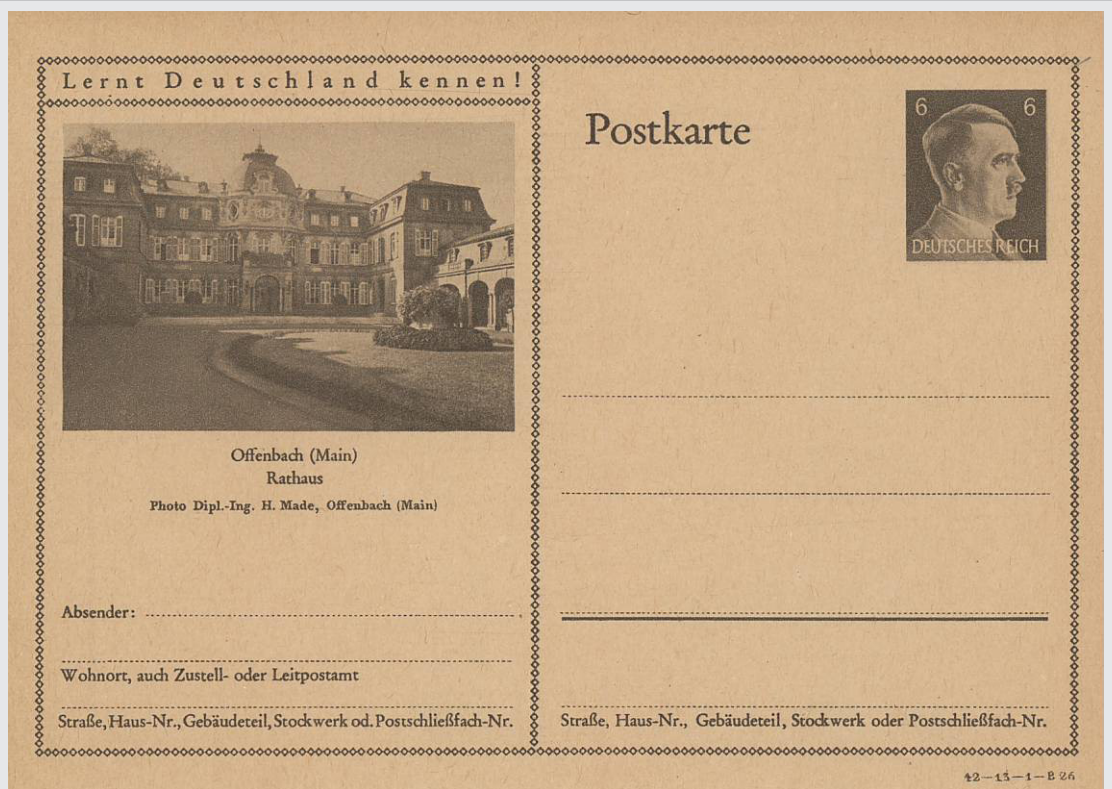 Lernt Deutschland kennen!
Offenbach (Main)
Rathaus
Photo Dipl.-Ing. H. Made, Offenbach (Main)
Absender:
Wohnort, auch Zustell- oder Leitpostamt
Straße, Haus-Nr., Gebäudeteil, Stockwerk od. Postschließfach-Nr.
Postkarte
6 6
DEUTSCHES REICH
Straße, Haus-Nr., Gebäudeteil, Stockwerk oder Postschließfach-Nr.
42–13–1–B 26